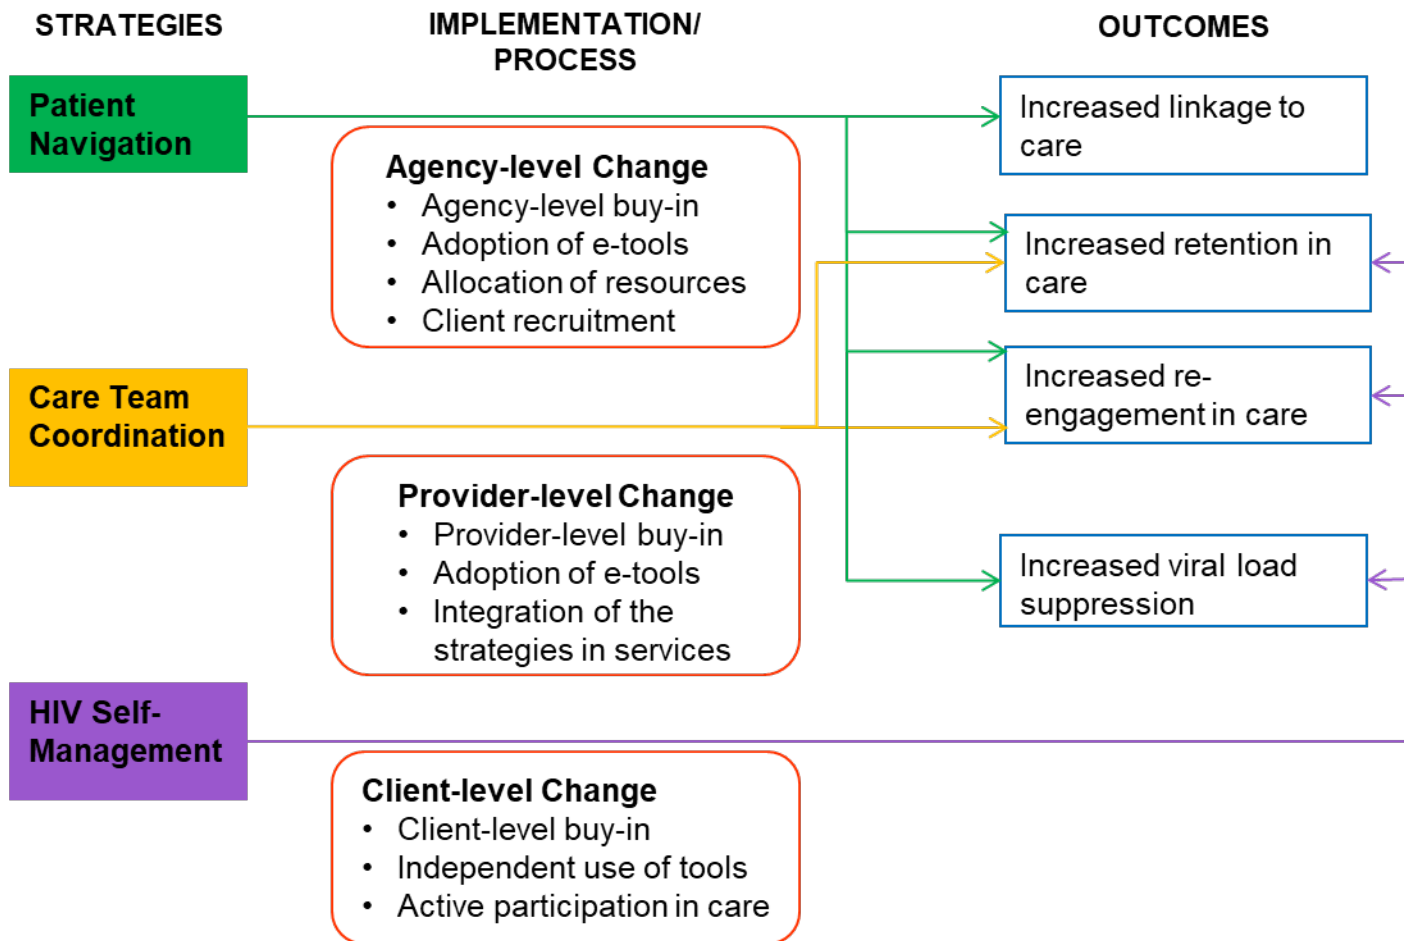 STRATEGIES
IMPLEMENTATION/
PROCESS
OUTCOMES
Patient
Navigation
Agency-level Change
• Agency-level buy-in
• Adoption of e-tools
• Allocation of resources
• Client recruitment
Increased linkage to
care
Increased retention in
care
Care Team
Coordination
Increased re-
engagement in care
Provider-level Change
• Provider-level buy-in
• Adoption of e-tools
• Integration of the
strategies in services
Increased viral load
suppression
HIV Self-
Management
Client-level Change
• Client-level buy-in
• Independent use of tools
• Active participation in care